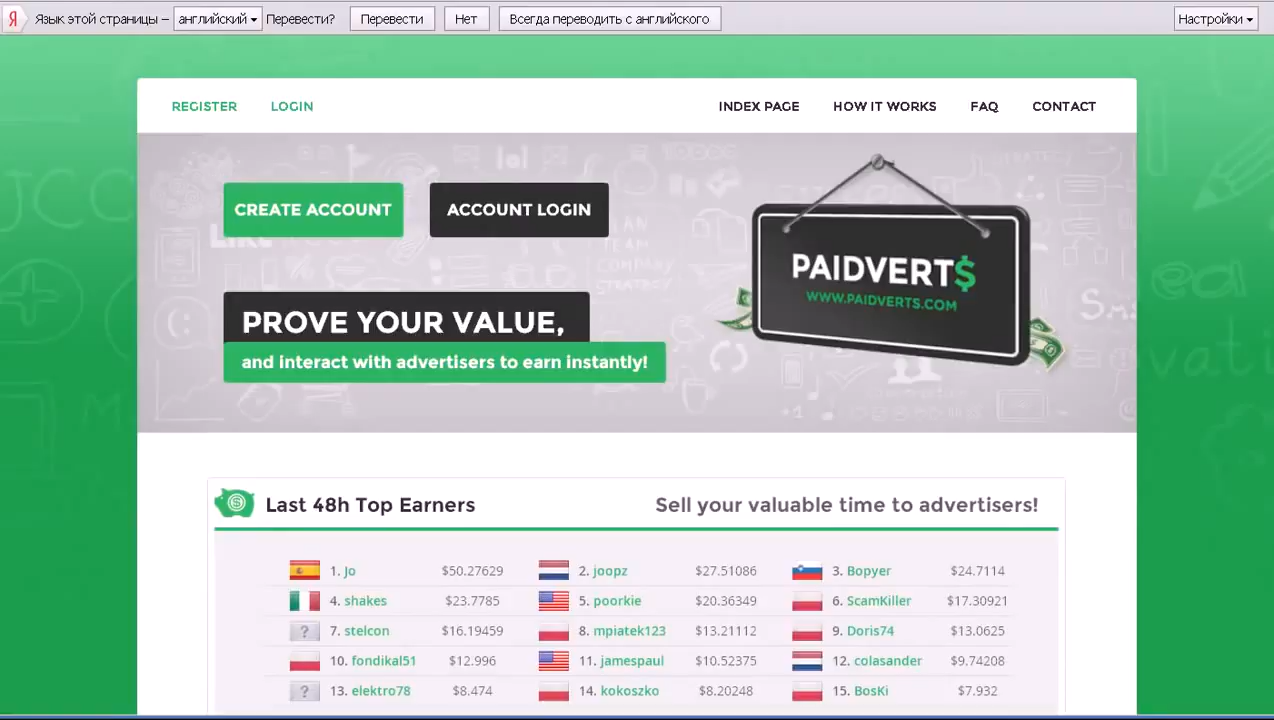 Я Язык этой страницы – английский Перевести? Перевести Нет Всегда переводить с английского Настройки
REGISTER LOGIN INDEX PAGE HOW IT WORKS FAQ CONTACT
CREATE ACCOUNT ACCOUNT LOGIN
PAIDVERT$
WWW.PAIDVERTS.COM
PROVE YOUR VALUE,
and interact with advertisers to earn instantly!
Last 48h Top Earners Sell your valuable time to advertisers!
1. Jo $50.27629 2. joopz $27.51086 3. Bopyer $24.7114
4. shakes $23.7785 5. poorkie $20.36349 6. ScamKiller $17.30921
7. stelcon $16.19459 8. mpiatek123 $13.21112 9. Doris74 $13.0625
10. fondikal51 $12.996 11. jamespaul $10.52375 12. colasander $9.74208
13. elektro78 $8.474 14. kokoszko $8.20248 15. BosKi $7.932